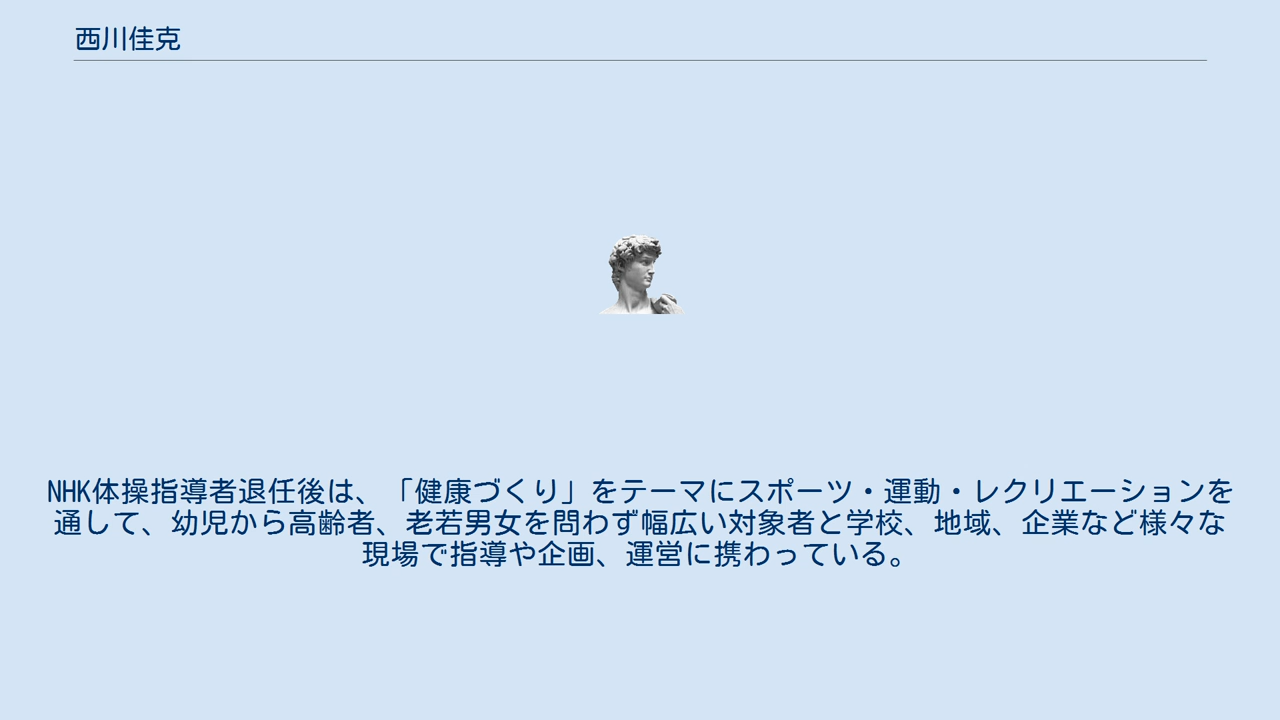 西川佳克
NHK体操指導者退任後は、「健康づくり」をテーマにスポーツ・運動・レクリエーションを
通して、幼児から高齢者、老若男女を問わず幅広い対象者と学校、地域、企業など様々な
現場で指導や企画、運営に携わっている。